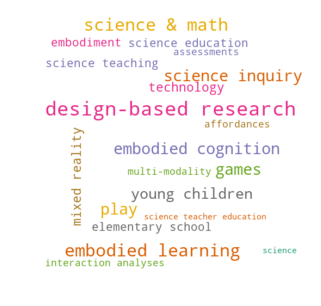 science & math
embodiment science education
assessments
science teaching
science inquiry
technology
design-based research
affordances
mixed reality
embodied cognition
multi-modality games
young children
play
science teacher education
elementary school
embodied learning science
interaction analyses